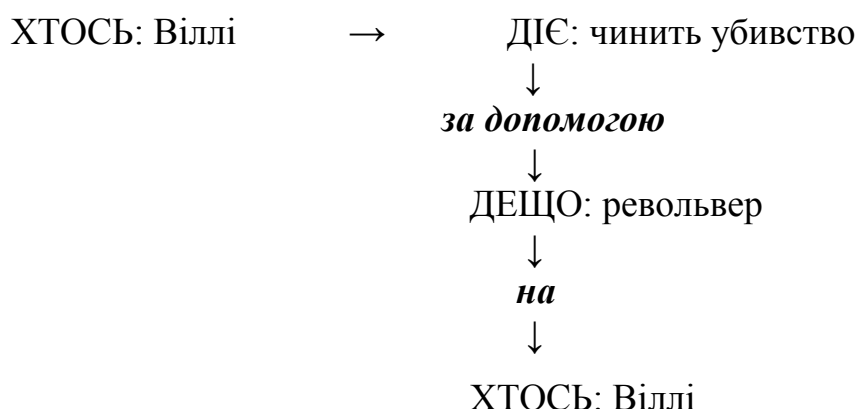 ХТОСЬ: Віллі → ДІЄ: чинить убивство
↓
за допомогою
↓
ДЕЩО: револьвер
↓
на
↓
ХТОСЬ: Віллі